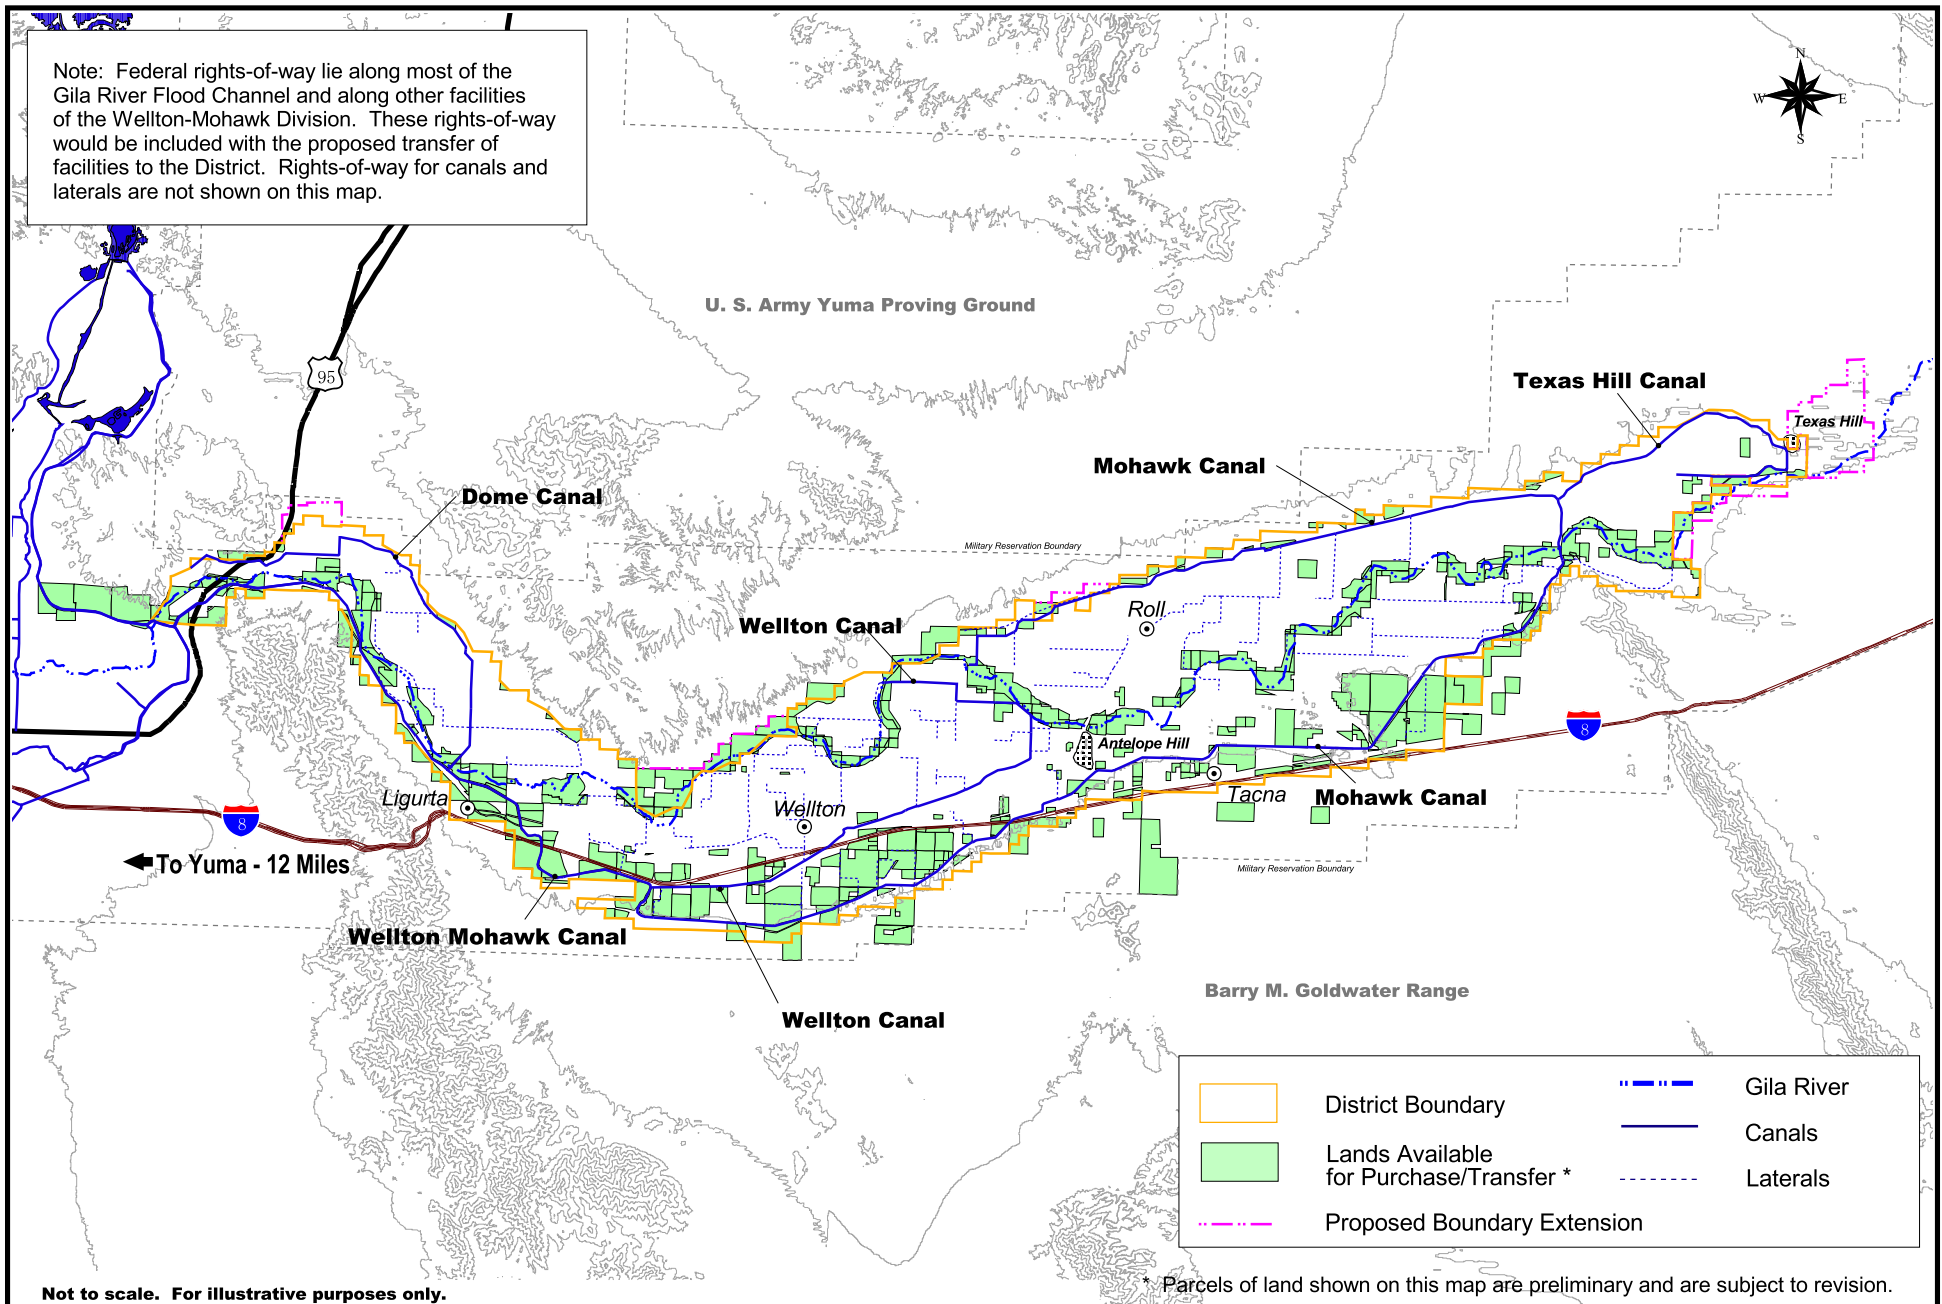 Note:  Federal rights-of-way lie along most of the
Gila River Flood Channel and along other facilities
of the Wellton-Mohawk Division.  These rights-of-way
would be included with the proposed transfer of
facilities to the District.  Rights-of-way for canals and
laterals are not shown on this map.
N
W
E
S
U. S. Army Yuma Proving Ground
95
Texas Hill Canal
Texas Hill
Mohawk Canal
Dome Canal
Military Reservation Boundary
Roll
Wellton Canal
8
Antelope Hill
Ligurta
Wellton
Tacna
Mohawk Canal
8
To Yuma - 12 Miles
Military Reservation Boundary
Wellton Mohawk Canal
Barry M. Goldwater Range
Wellton Canal
District Boundary
Lands Available
for Purchase/Transfer *
Proposed Boundary Extension
Gila River
Canals
Laterals
* Parcels of land shown on this map are preliminary and are subject to revision.
Not to scale.  For illustrative purposes only.